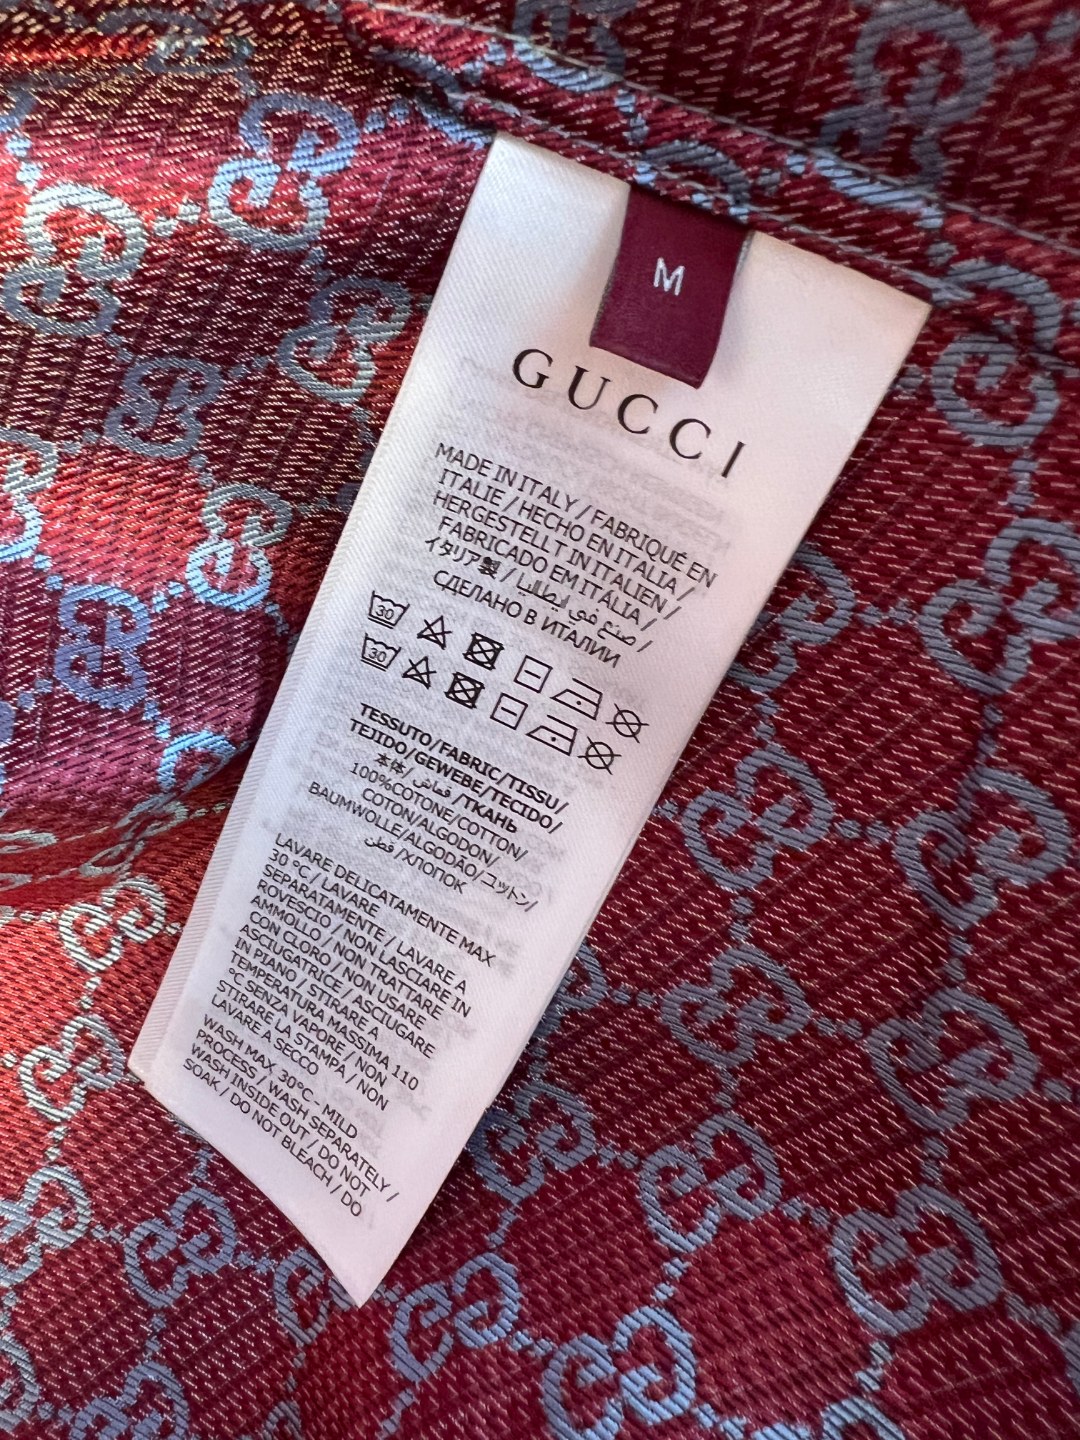 M
GUCCI
MADE IN ITALY / FABRIQUÉ EN
ITALIE / HECHO EN ITALIA /
HERGESTELLT IN ITALIEN /
FABRICADO EM ITÁLIA /
イタリア製 / صنع في ايطاليا /
СДЕЛАНО В ИТАЛИИ
30
30
TESSUTO/FABRIC/TISSU/
TEJIDO/GEWEBE/TECIDO/
本体/ قماش /ТКАНЬ
100%COTONE/COTTON/
COTON/ALGODON/
BAUMWOLLE/ALGODÃO/コットン/
قطن /ХЛОПОК
LAVARE DELICATAMENTE MAX
30 °C / LAVARE
SEPARATAMENTE / LAVARE A
ROVESCIO / NON LASCIARE IN
AMMOLLO / NON TRATTARE
CON CLORO / NON USARE
ASCIUGATRICE / ASCIUGARE
IN PIANO / STIRARE A
TEMPERATURA MASSIMA 110
°C SENZA VAPORE / NON
STIRARE LA STAMPA / NON
LAVARE A SECCO
WASH MAX. 30°C - MILD
PROCESS / WASH SEPARATELY /
WASH INSIDE OUT / DO NOT
SOAK / DO NOT BLEACH / DO